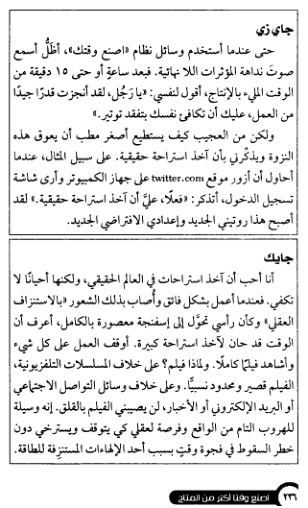 جاي زي
حتى عندما أستخدم وسائل نظام «اصنع وقتك»، أظَلُّ أسمع
صوتَ نداهة المؤثرات اللا نهائية. فبعد ساعةٍ أو حتى ١٥ دقيقة من
الوقت المليء بالإنتاج، أقول لنفسي: «يا رَجُل، لقد أنجزت قدرًا جيدًا
من العمل، عليك أن تكافئ نفسك بتفقد تويتير.»
ولكن من العجيب كيف يستطيع أصغر مطب أن يعوق هذه
النزوة ويذكّرني بأن آخذ استراحة حقيقية. على سبيل المثال، عندما
أحاول أن أزور موقع twitter.com على جهاز الكمبيوتر وأرى شاشة
تسجيل الدخول، أتذكر: «فعلًا، عليَّ أن آخذ استراحة حقيقية.» لقد
أصبح هذا روتيني الجديد وإعدادي الافتراضي الجديد.
جايك
أنا أحب أن آخذ استراحات في العالم الحقيقي، ولكنها أحيانًا لا
تكفي. فعندما أعمل بشكل فائق وأُصاب بذلك الشعور «بالاستنزاف
العقلي» وكأن رأسي تحوَّل إلى إسفنجة معصورة بالكامل، أعرف أن
الوقت قد حان لآخذ استراحة كبيرة. أوقف العمل على كل شيء
وأشاهد فيلمًا كاملًا. ولماذا فيلم؟ على خلاف المسلسلات التلفزيونية،
الفيلم قصير ومحدود نسبيًّا. وعلى خلاف وسائل التواصل الاجتماعي
أو البريد الإلكتروني أو الأخبار، لن يصيبني الفيلم بالقلق. إنه وسيلة
للهروب التام من الواقع وفرصة لعقلي كي يتوقف ويسترخي دون
خطر السقوط في فجوة وقتٍ بسبب أحد الإلهاءات المستنزِفة للطاقة.
٢٣٦ اصنع وقتا أكثر من المتاح